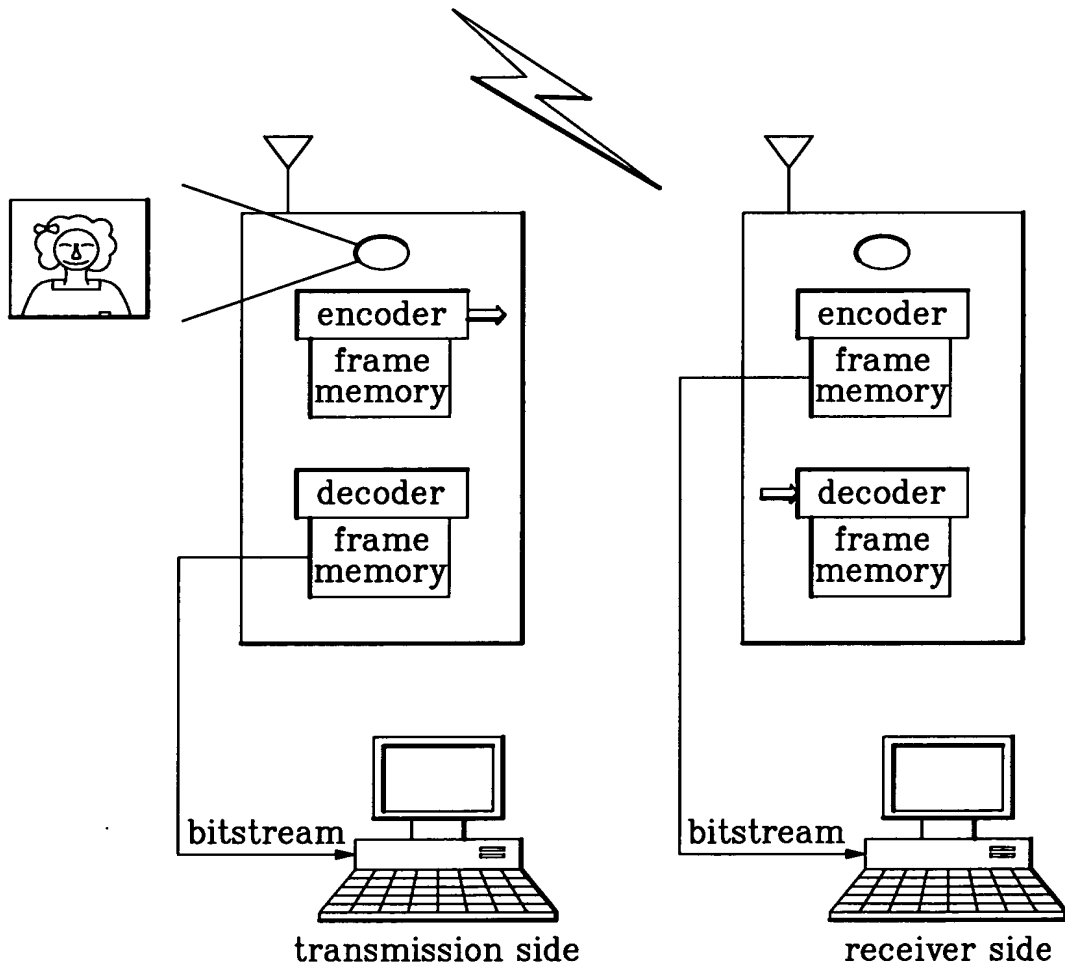 encoder
frame
memory
decoder
frame
memory
bitstream
transmission side
encoder
frame
memory
decoder
frame
memory
bitstream
receiver side